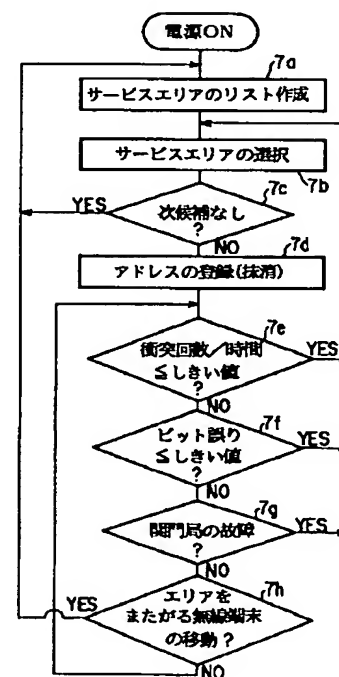 電源ON
7a
サービスエリアのリスト作成
サービスエリアの選択
7b
7c
YES
次候補なし
?
NO
7d
アドレスの登録(抹消)
7e
衝突回数/時間
≦しきい値
?
YES
NO
7f
ビット誤り
≦しきい値
?
YES
NO
7g
関門局の故障
?
YES
NO
7h
エリアを
またがる無線端末
の移動?
YES
NO